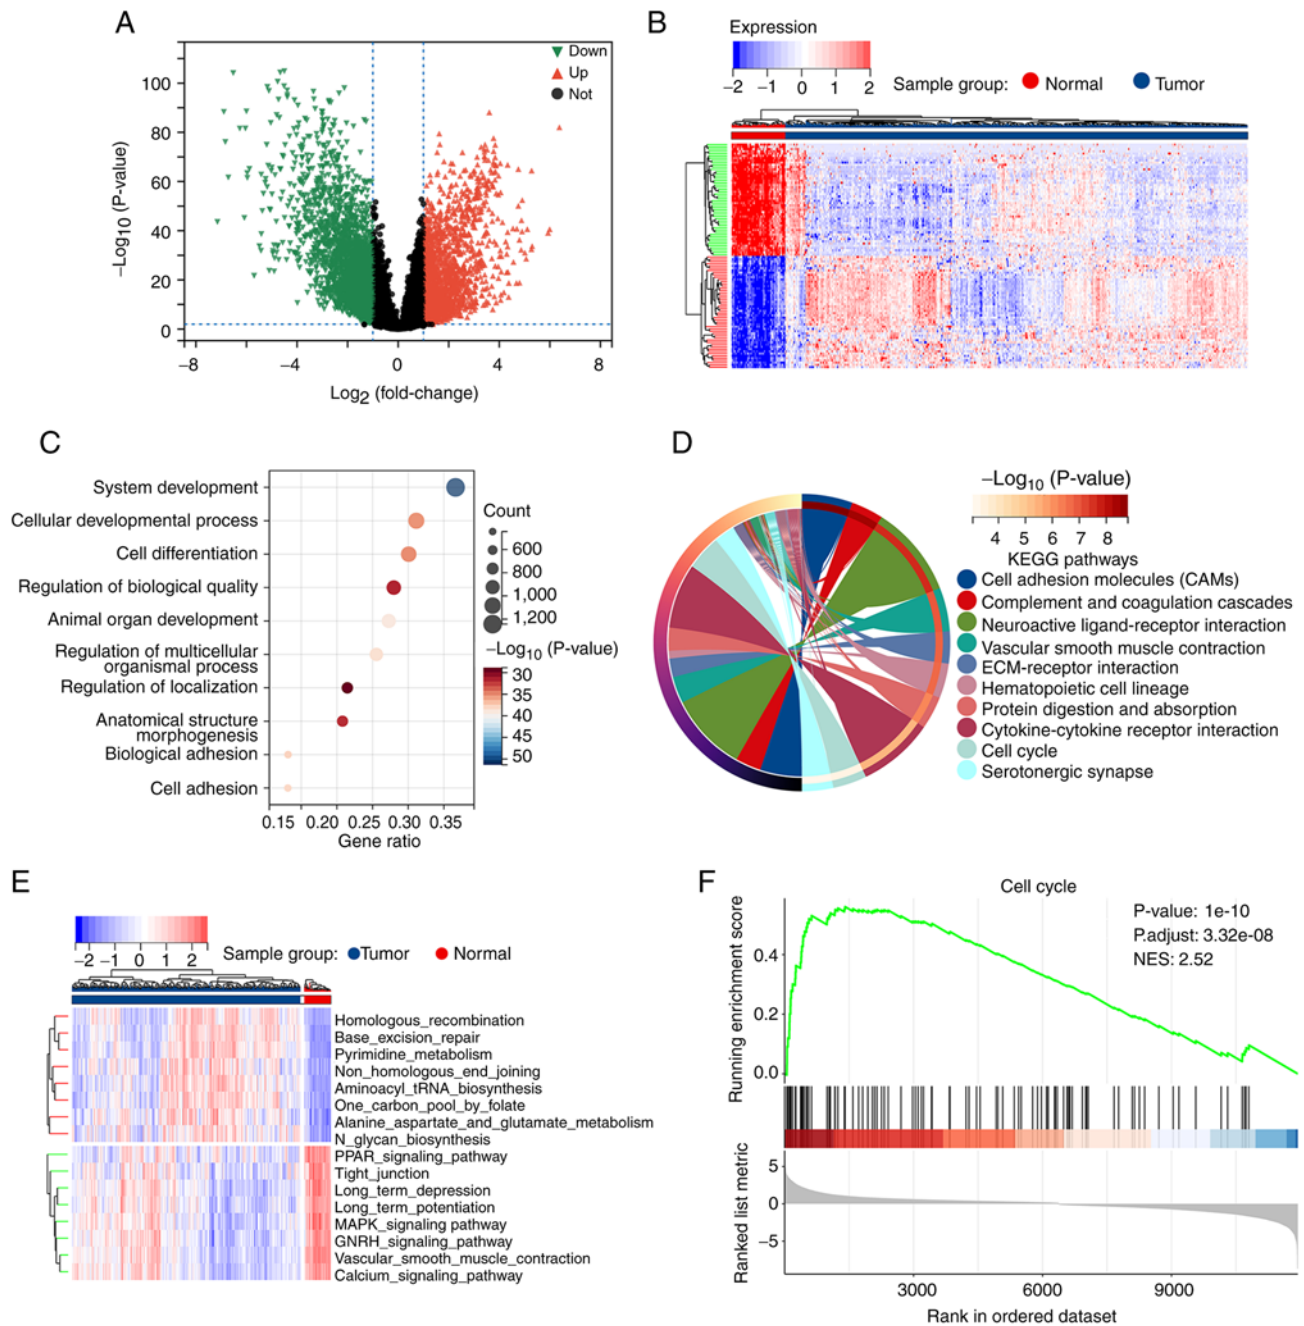 A
Down
Up
Not
100
80
60
40
20
0
−Log10 (P-value)
−8
−4
0
4
8
Log2 (fold-change)
B
Expression
−2
−1
0
1
2
Sample group:
Normal
Tumor
C
System development
Cellular developmental process
Cell differentiation
Regulation of biological quality
Animal organ development
Regulation of multicellular
organismal process
Regulation of localization
Anatomical structure
morphogenesis
Biological adhesion
Cell adhesion
0.15 0.20 0.25 0.30 0.35
Gene ratio
Count
600
800
1,000
1,200
−Log10 (P-value)
30
35
40
45
50
D
−Log10 (P-value)
4 5 6 7 8
KEGG pathways
Cell adhesion molecules (CAMs)
Complement and coagulation cascades
Neuroactive ligand-receptor interaction
Vascular smooth muscle contraction
ECM-receptor interaction
Hematopoietic cell lineage
Protein digestion and absorption
Cytokine-cytokine receptor interaction
Cell cycle
Serotonergic synapse
E
−2 −1 0 1 2
Sample group:
Tumor
Normal
Homologous_recombination
Base_excision_repair
Pyrimidine_metabolism
Non_homologous_end_joining
Aminoacyl_tRNA_biosynthesis
One_carbon_pool_by_folate
Alanine_aspartate_and_glutamate_metabolism
N_glycan_biosynthesis
PPAR_signaling_pathway
Tight_junction
Long_term_depression
Long_term_potentiation
MAPK_signaling pathway
GNRH_signaling_pathway
Vascular_smooth_muscle_contraction
Calcium_signaling_pathway
F
Cell cycle
P-value: 1e-10
P.adjust: 3.32e-08
NES: 2.52
Running enrichment score
0.4
0.2
0.0
Ranked list metric
5
0
−5
3000
6000
9000
Rank in ordered dataset